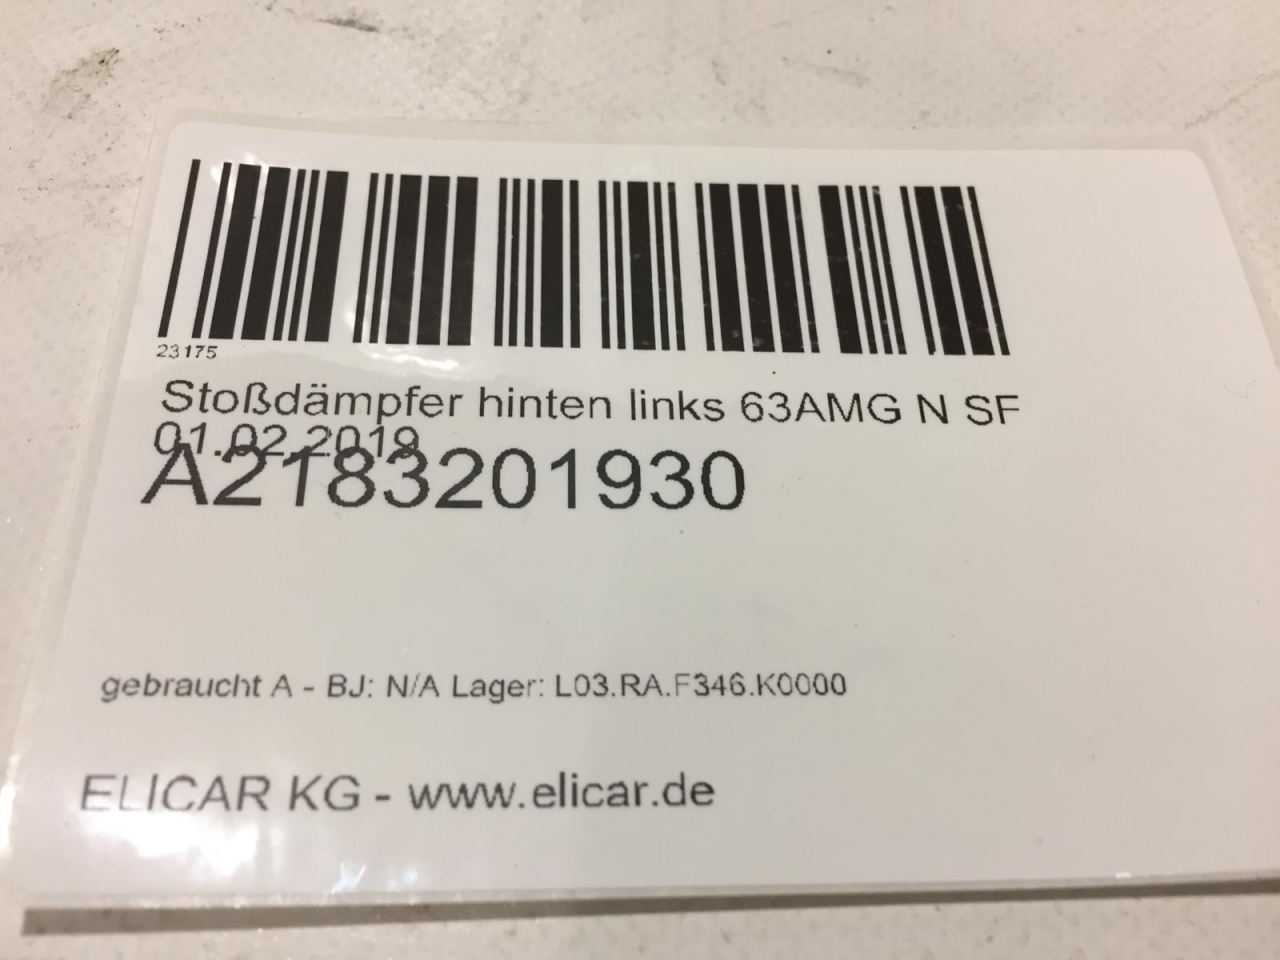 23175
Stoßdämpfer hinten links 63AMG N SF
01.02.2019
A2183201930
gebraucht A - BJ: N/A Lager: L03.RA.F346.K0000
ELICAR KG - www.elicar.de